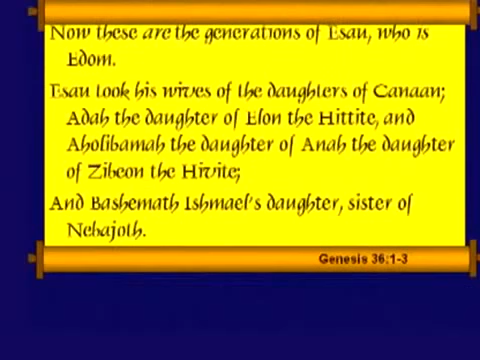 Now these are the generations of Esau, who is
Edom.
Esau took his wives of the daughters of Canaan;
Adah the daughter of Elon the Hittite, and
Aholibamah the daughter of Anah the daughter
of Zibeon the Hivite;
And Bashemath Ishmael's daughter, sister of
Nebajoth.
Genesis 36:1-3